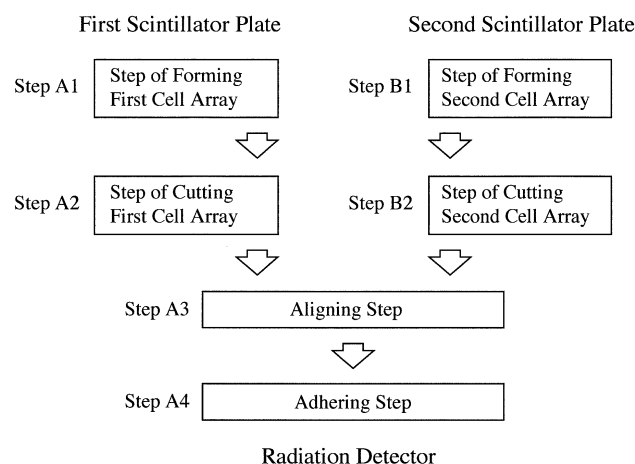 First Scintillator Plate
Second Scintillator Plate
Step A1
Step of Forming
First Cell Array
Step B1
Step of Forming
Second Cell Array
Step A2
Step of Cutting
First Cell Array
Step B2
Step of Cutting
Second Cell Array
Step A3
Aligning Step
Step A4
Adhering Step
Radiation Detector